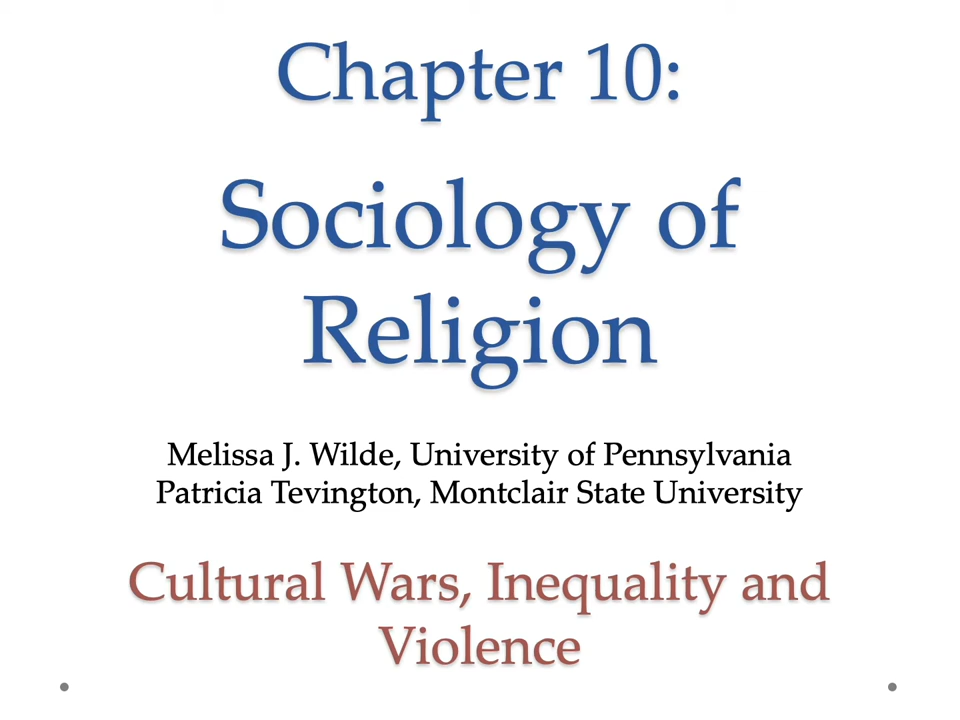 Chapter 10:
Sociology of
Religion
Melissa J. Wilde, University of Pennsylvania
Patricia Tevington, Montclair State University
Cultural Wars, Inequality and
Violence